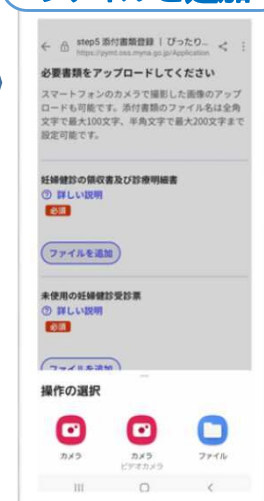 step5 添付書類登録 | ぴったり...
https://pymt.oss.myna.go.jp/Application
必要書類をアップロードしてください
スマートフォンのカメラで撮影した画像のアップ
ロードも可能です。添付書類のファイル名は全角
文字で最大100文字、半角文字で最大200文字まで
設定可能です。
妊婦健診の領収書及び診療明細書
詳しい説明
必須
ファイルを追加
未使用の妊婦健診受診票
詳しい説明
必須
ファイルを追加
操作の選択
カメラ カメラ ファイル
ビデオカメラ